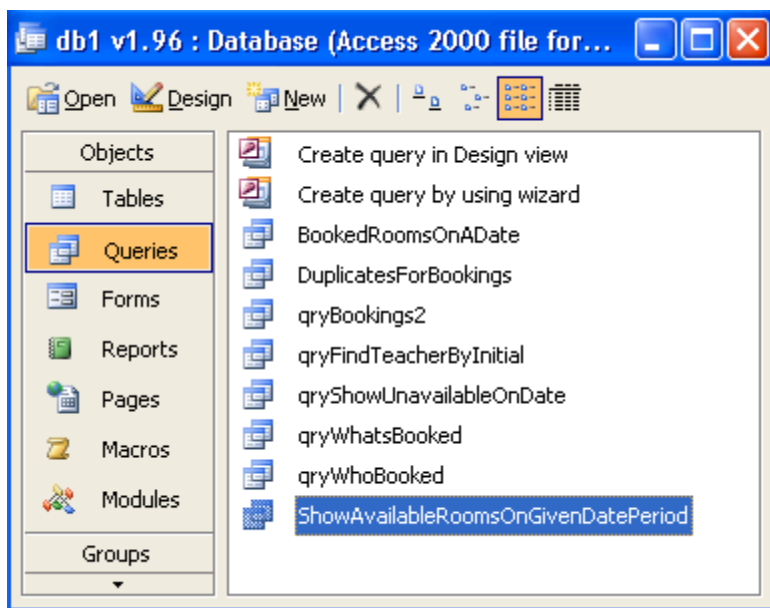 db1 v1.96 : Database (Access 2000 file for...
Open Design New
Objects
Tables
Queries
Forms
Reports
Pages
Macros
Modules
Groups
Create query in Design view
Create query by using wizard
BookedRoomsOnADate
DuplicatesForBookings
qryBookings2
qryFindTeacherByInitial
qryShowUnavailableOnDate
qryWhatsBooked
qryWhoBooked
ShowAvailableRoomsOnGivenDatePeriod